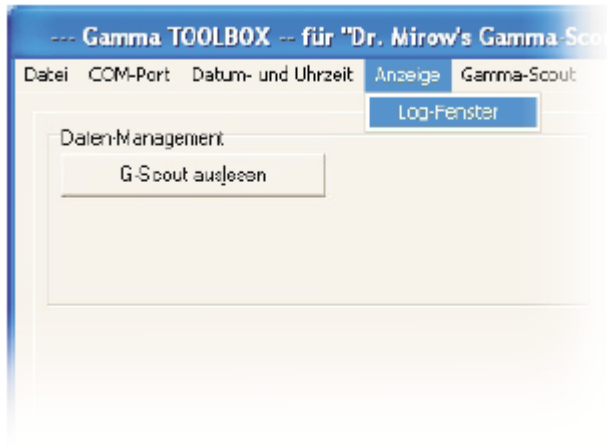 --- Gamma TOOLBOX -- für "Dr. Mirow's Gamma-Sco
Datei COM-Port Datum- und Uhrzeit Anzeige Gamma-Scout
Log-Fenster
Daten-Management
G-Scout auslesen